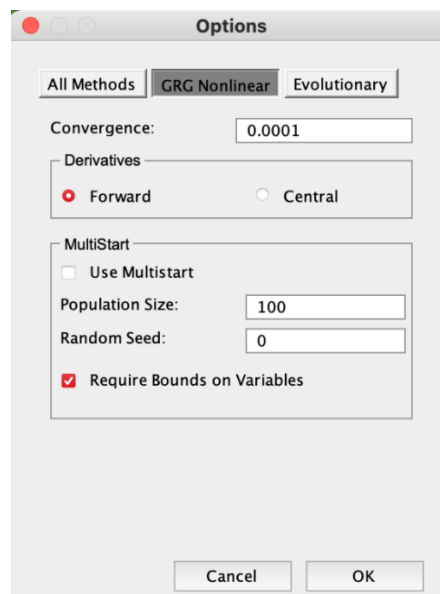 Options
All Methods GRG Nonlinear Evolutionary
Convergence: 0.0001
Derivatives
Forward Central
MultiStart
Use Multistart
Population Size: 100
Random Seed: 0
Require Bounds on Variables
Cancel OK